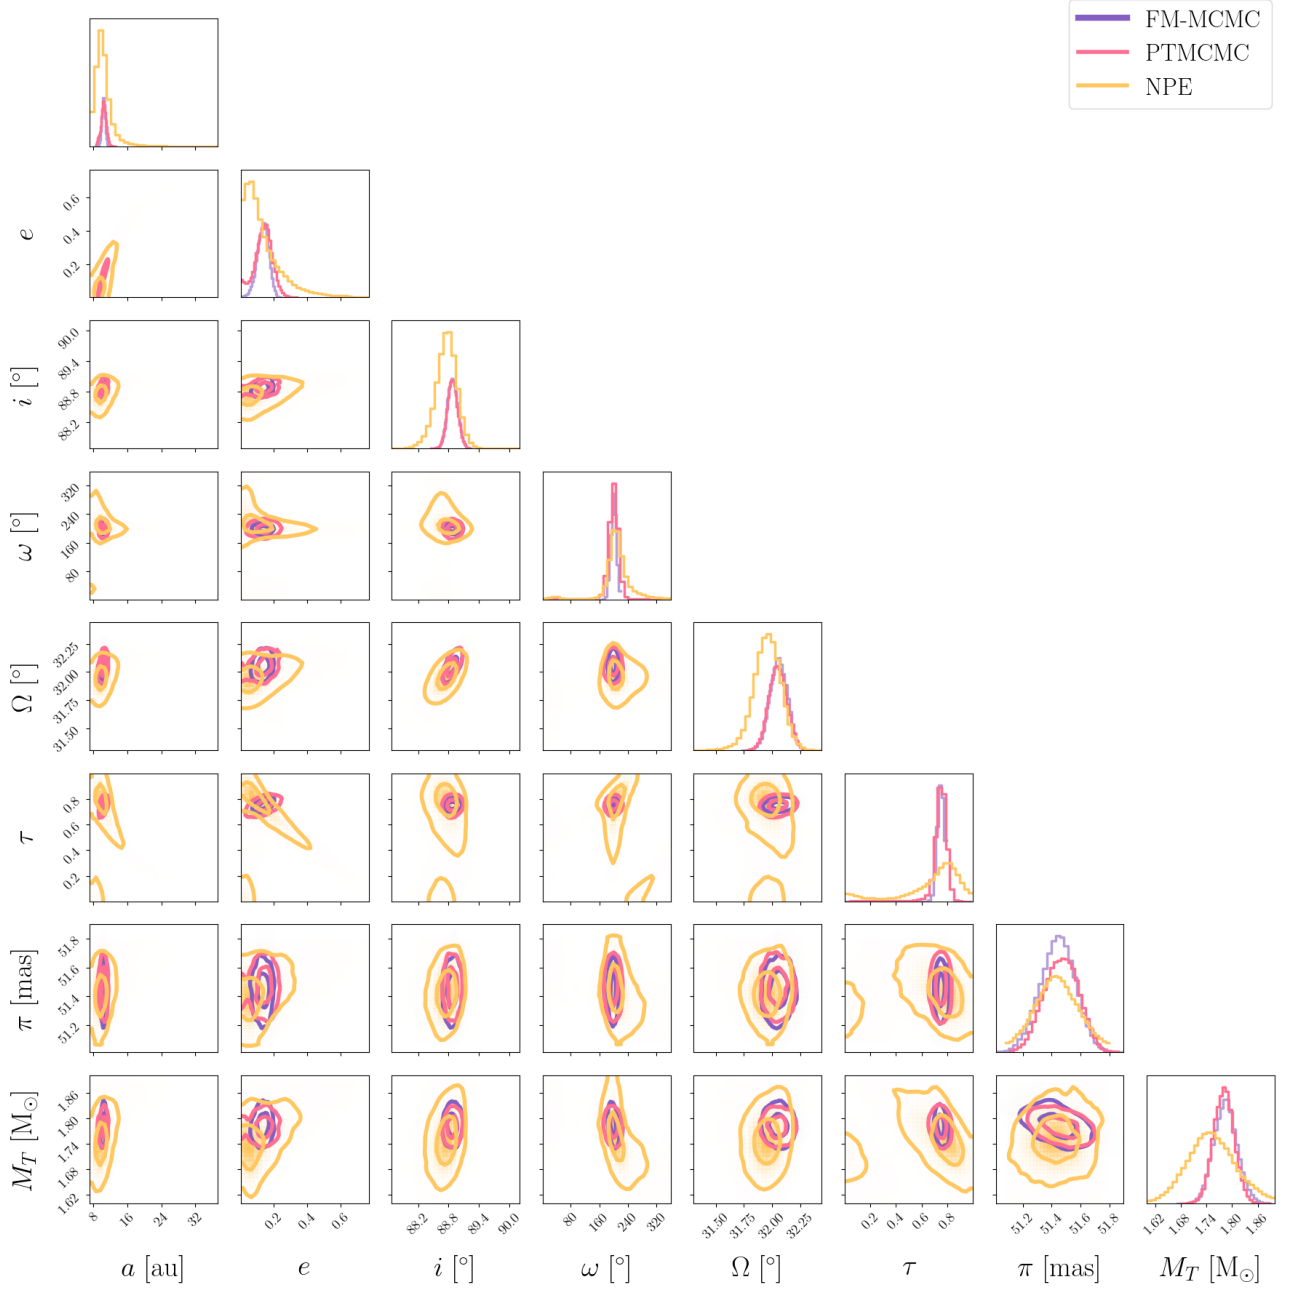 FM-MCMC
PTMCMC
NPE
e
0.6
0.4
0.2
i [°]
90.0
89.4
88.8
88.2
ω [°]
320
240
160
80
Ω [°]
32.25
32.00
31.75
31.50
τ
0.8
0.6
0.4
0.2
π [mas]
51.8
51.6
51.4
51.2
M_T [M_⊙]
1.86
1.80
1.74
1.68
1.62
8 16 24 32
0.2 0.4 0.6
88.2 88.8 89.4 90.0
80 160 240 320
31.50 31.75 32.00 32.25
0.2 0.4 0.6 0.8
51.2 51.4 51.6 51.8
1.62 1.68 1.74 1.80 1.86
a [au] e i [°] ω [°] Ω [°] τ π [mas] M_T [M_⊙]